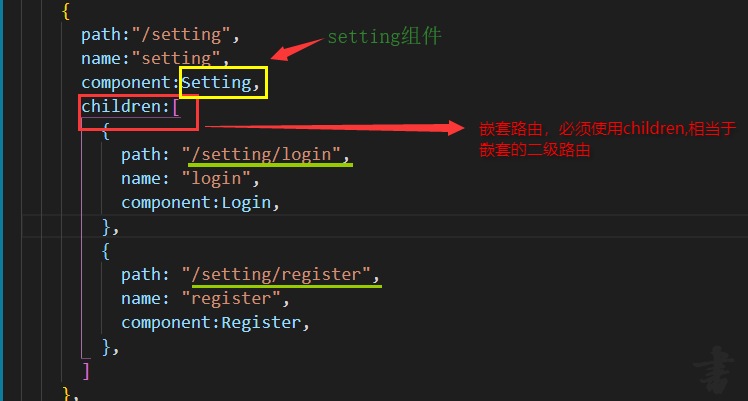 {
path:"/setting",
name:"setting",
setting组件
component:Setting,
children:[
{
嵌套路由，必须使用children,相当于
嵌套的二级路由
path: "/setting/login",
name: "login",
component:Login,
},
{
path: "/setting/register",
name: "register",
component:Register,
},
]
},
書